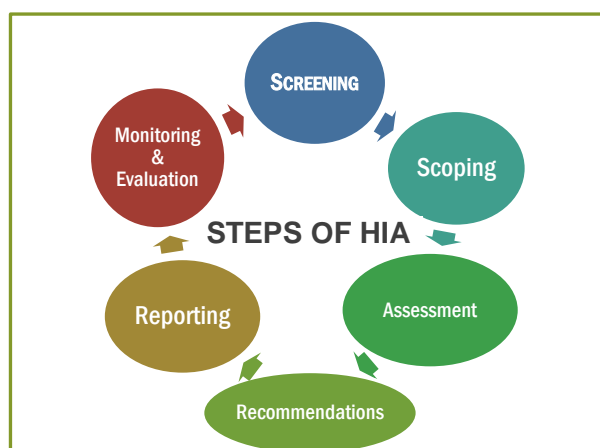 SCREENING
Scoping
Assessment
Recommendations
Reporting
Monitoring
&
Evaluation
STEPS OF HIA